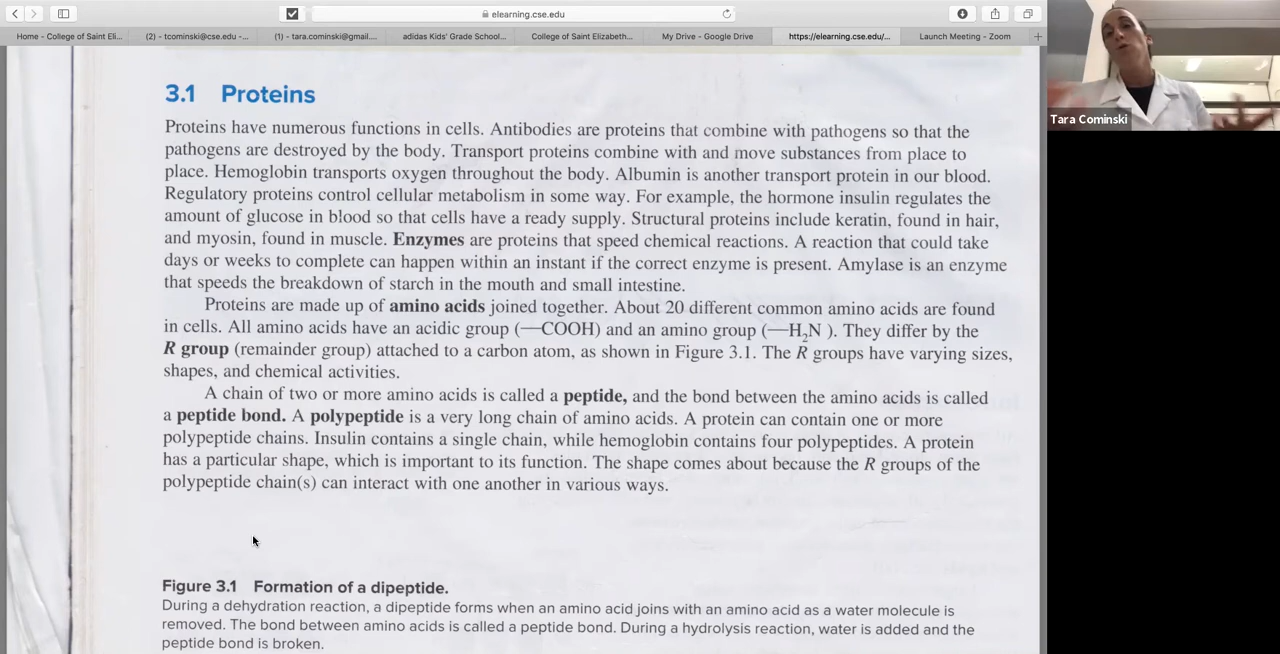 elearning.cse.edu
Home - College of Saint Eli...
(2) - tcominski@cse.edu -...
(1) - tara.cominski@gmail....
adidas Kids' Grade School...
College of Saint Elizabeth...
My Drive - Google Drive
https://elearning.cse.edu/...
Launch Meeting - Zoom
Tara Cominski
3.1 Proteins
Proteins have numerous functions in cells. Antibodies are proteins that combine with pathogens so that the
pathogens are destroyed by the body. Transport proteins combine with and move substances from place to
place. Hemoglobin transports oxygen throughout the body. Albumin is another transport protein in our blood.
Regulatory proteins control cellular metabolism in some way. For example, the hormone insulin regulates the
amount of glucose in blood so that cells have a ready supply. Structural proteins include keratin, found in hair,
and myosin, found in muscle. Enzymes are proteins that speed chemical reactions. A reaction that could take
days or weeks to complete can happen within an instant if the correct enzyme is present. Amylase is an enzyme
that speeds the breakdown of starch in the mouth and small intestine.
Proteins are made up of amino acids joined together. About 20 different common amino acids are found
in cells. All amino acids have an acidic group (—COOH) and an amino group (—H₂N ). They differ by the
R group (remainder group) attached to a carbon atom, as shown in Figure 3.1. The R groups have varying sizes,
shapes, and chemical activities.
A chain of two or more amino acids is called a peptide, and the bond between the amino acids is called
a peptide bond. A polypeptide is a very long chain of amino acids. A protein can contain one or more
polypeptide chains. Insulin contains a single chain, while hemoglobin contains four polypeptides. A protein
has a particular shape, which is important to its function. The shape comes about because the R groups of the
polypeptide chain(s) can interact with one another in various ways.
Figure 3.1 Formation of a dipeptide.
During a dehydration reaction, a dipeptide forms when an amino acid joins with an amino acid as a water molecule is
removed. The bond between amino acids is called a peptide bond. During a hydrolysis reaction, water is added and the
peptide bond is broken.